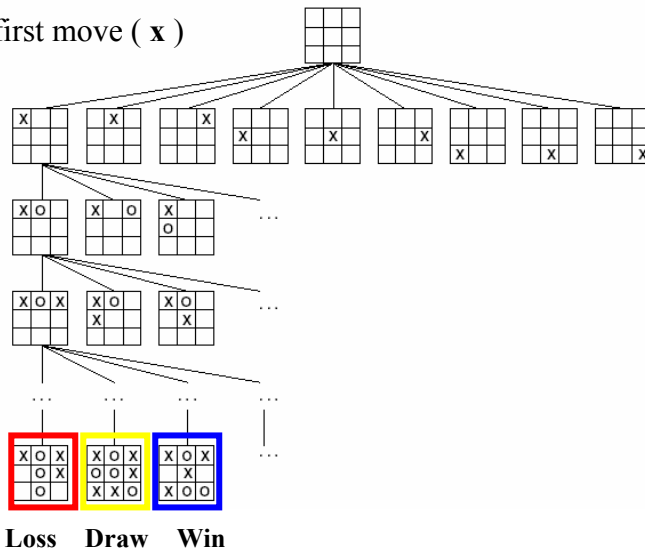 first move ( x )
X X X X X X X X X
X O X O X ...
O
X O X X O X O ...
X X
... ... ... ...
X O X X O X X O X ...
O X O O X X
O X X O X O O
Loss Draw Win